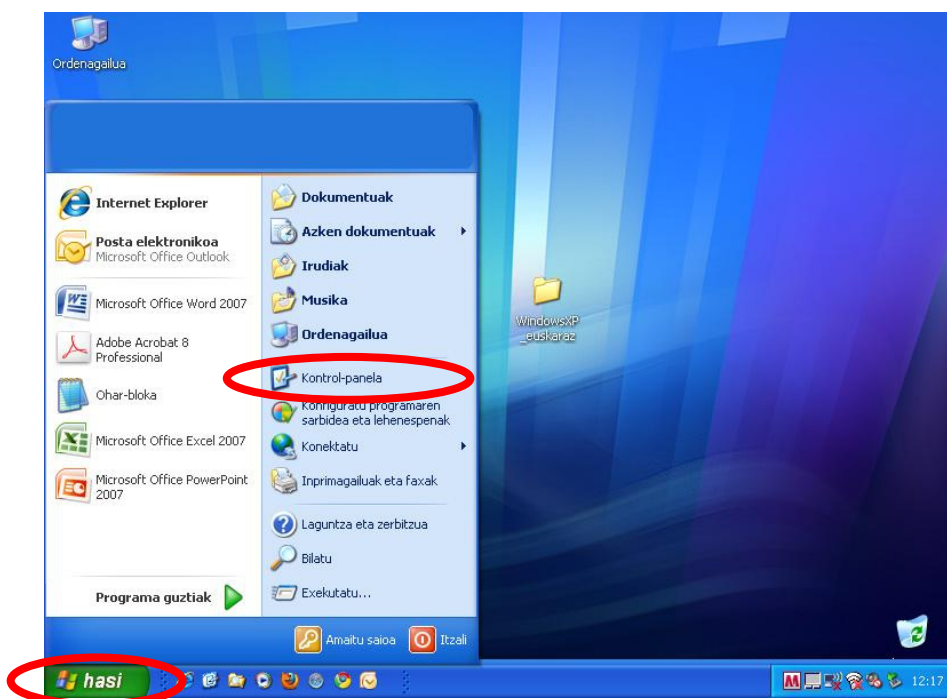 Ordenagailua
Internet Explorer
Posta elektronikoa
Microsoft Office Outlook
Microsoft Office Word 2007
Adobe Acrobat 8
Professional
Ohar-bloka
Microsoft Office Excel 2007
Microsoft Office PowerPoint
2007
Programa guztiak
Dokumentuak
Azken dokumentuak
Irudiak
Musika
Ordenagailua
Kontrol-panela
Konfiguratu programaren
sarbidea eta lehenespenak
Konektatu
Inprimagailuak eta faxak
Laguntza eta zerbitzua
Bilatu
Exekutatu...
Amaitu saioa
Itzali
WindowsXP
_euskaraz
hasi
12:17